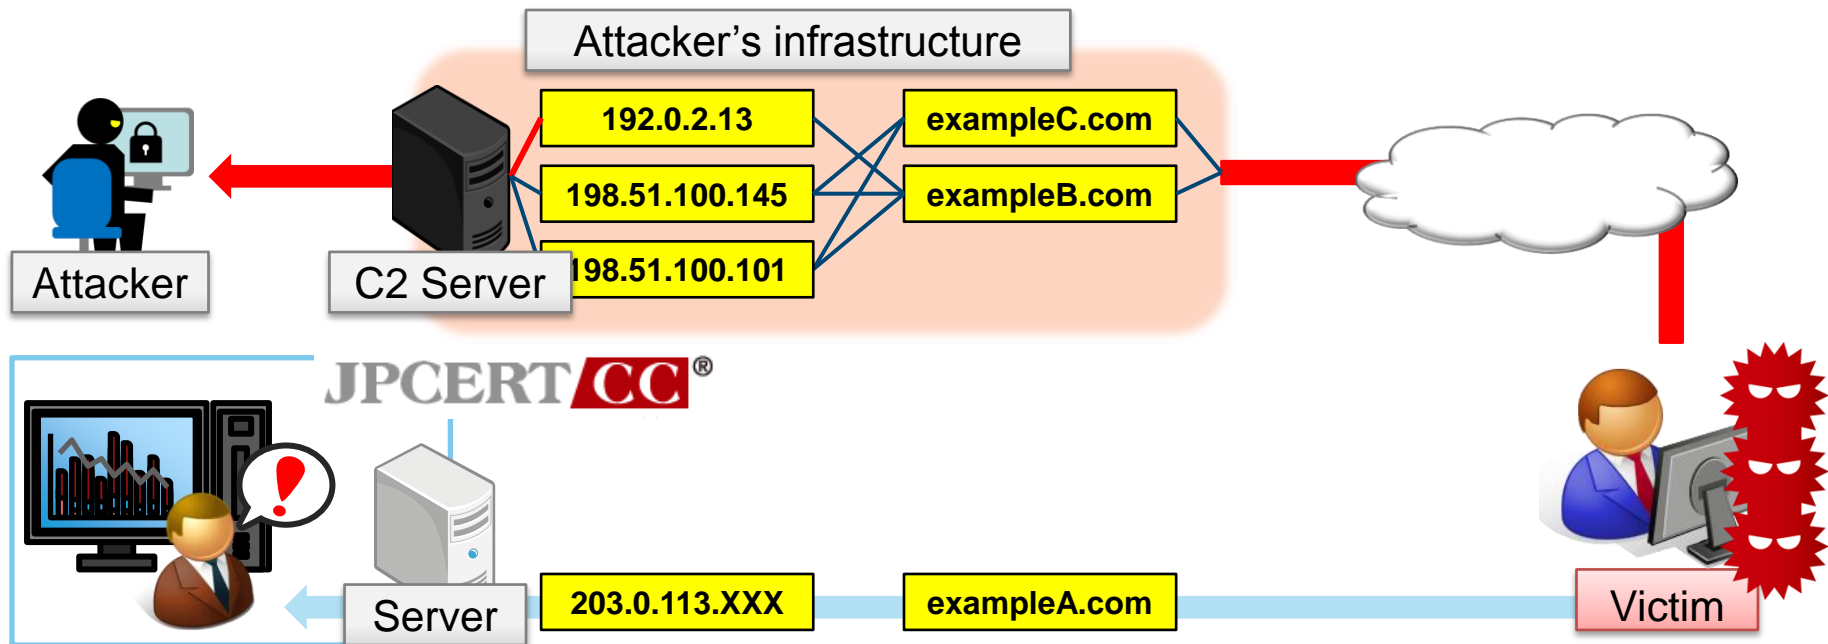 Attacker’s infrastructure
192.0.2.13
exampleC.com
198.51.100.145
exampleB.com
198.51.100.101
Attacker
C2 Server
JPCERT/CC®
!
203.0.113.XXX
exampleA.com
Server
Victim